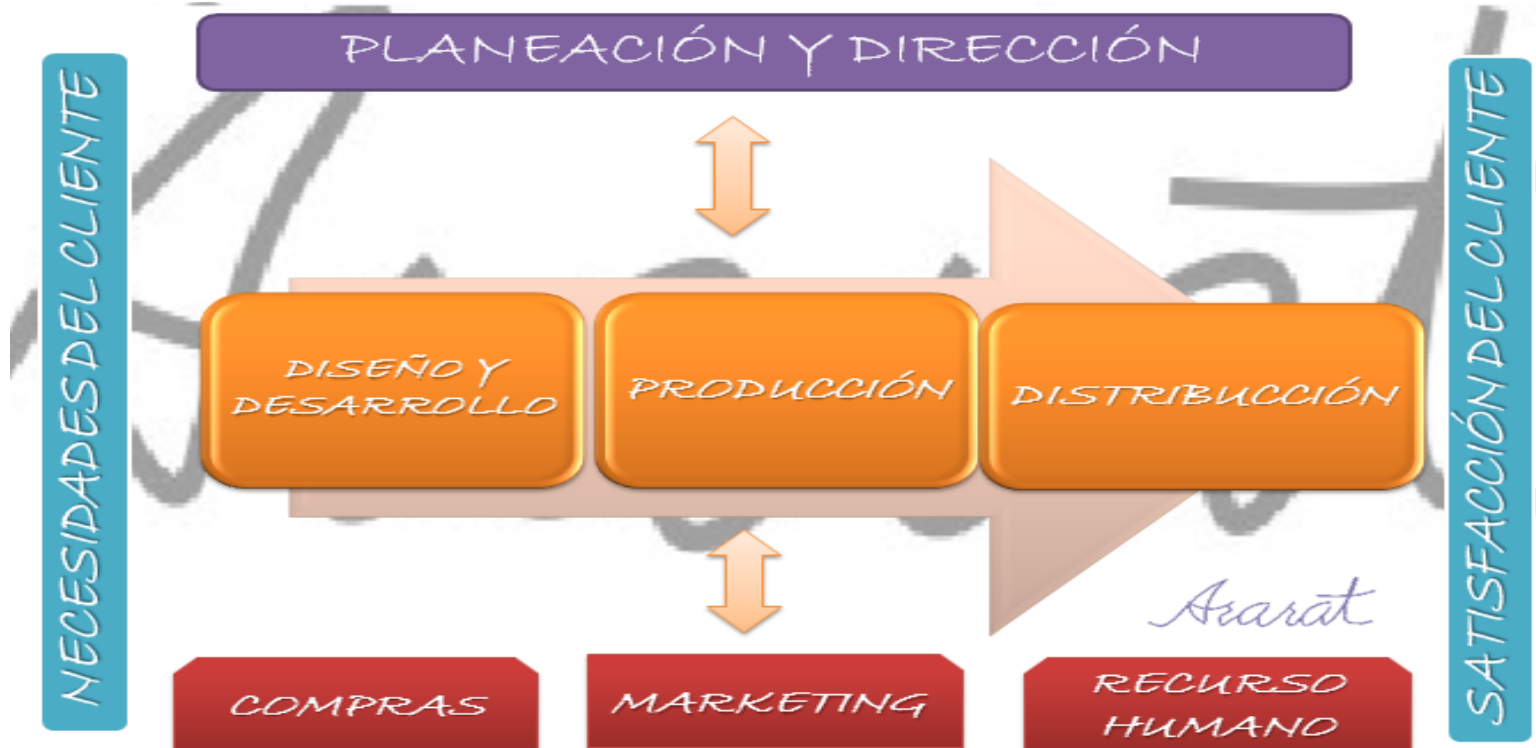 PLANEACIÓN Y DIRECCIÓN
NECESIDADES DEL CLIENTE
DISEÑO Y
DESARROLLO
PRODUCCIÓN
DISTRIBUCCIÓN
SATISFACCIÓN DEL CLIENTE
Ararat
COMPRAS
MARKETING
RECURSO
HUMANO